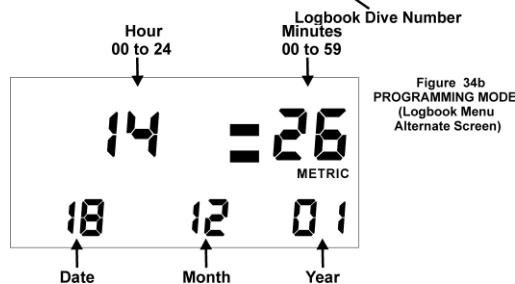 Logbook Dive Number
Hour
00 to 24
Minutes
00 to 59
14 = 26
METRIC
18 12 01
Date Month Year
Figure 34b
PROGRAMMING MODE
(Logbook Menu
Alternate Screen)